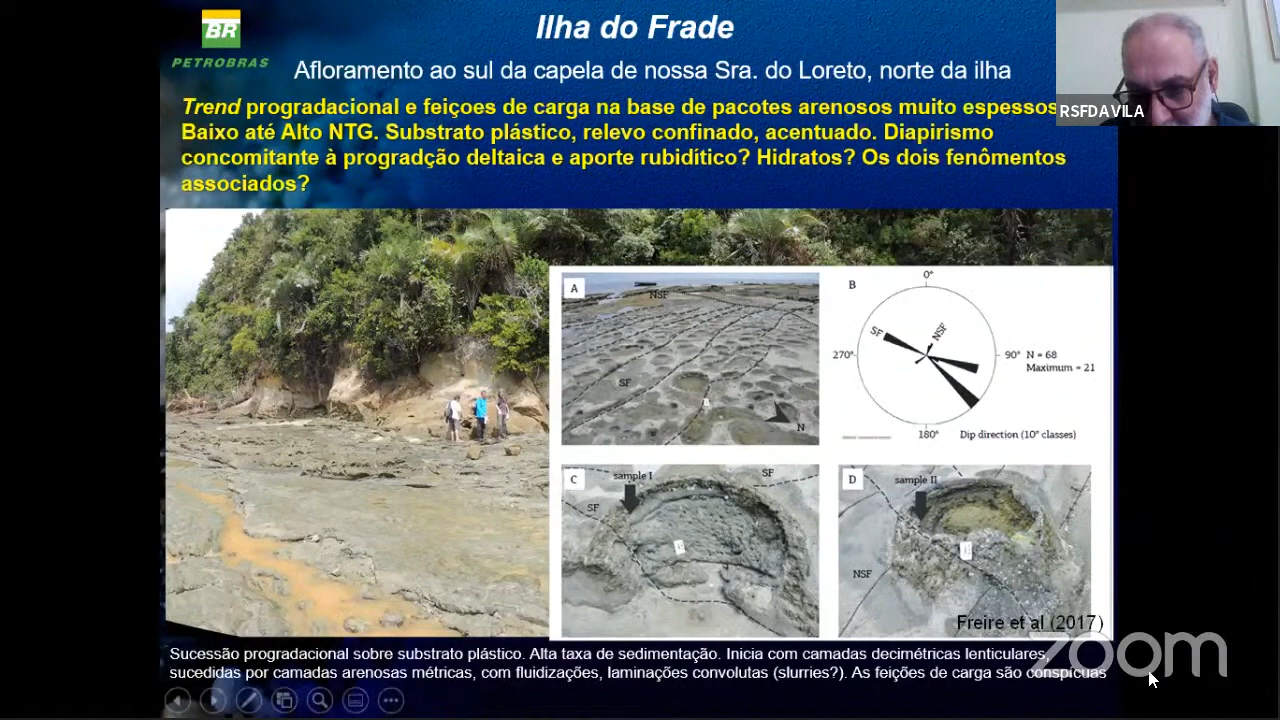 BR
PETROBRAS
Ilha do Frade
Afloramento ao sul da capela de nossa Sra. do Loreto, norte da ilha
Trend progradacional e feiçoes de carga na base de pacotes arenosos muito espessos
Baixo até Alto NTG. Substrato plástico, relevo confinado, acentuado. Diapirismo
concomitante à progradção deltaica e aporte rubidítico? Hidratos? Os dois fenômentos
associados?
RSFDAVILA
A
NSF
SF
N
B
0°
SF
NSF
270°
90°
N = 68
Maximum = 21
180°
Dip direction (10° classes)
C
sample I
SF
SF
D
sample II
NSF
Freire et al (2017)
Sucessão progradacional sobre substrato plástico. Alta taxa de sedimentação. Inicia com camadas decimétricas lenticulares,
sucedidas por camadas arenosas métricas, com fluidizações, laminações convolutas (slurries?). As feições de carga são conspícuas
zoom